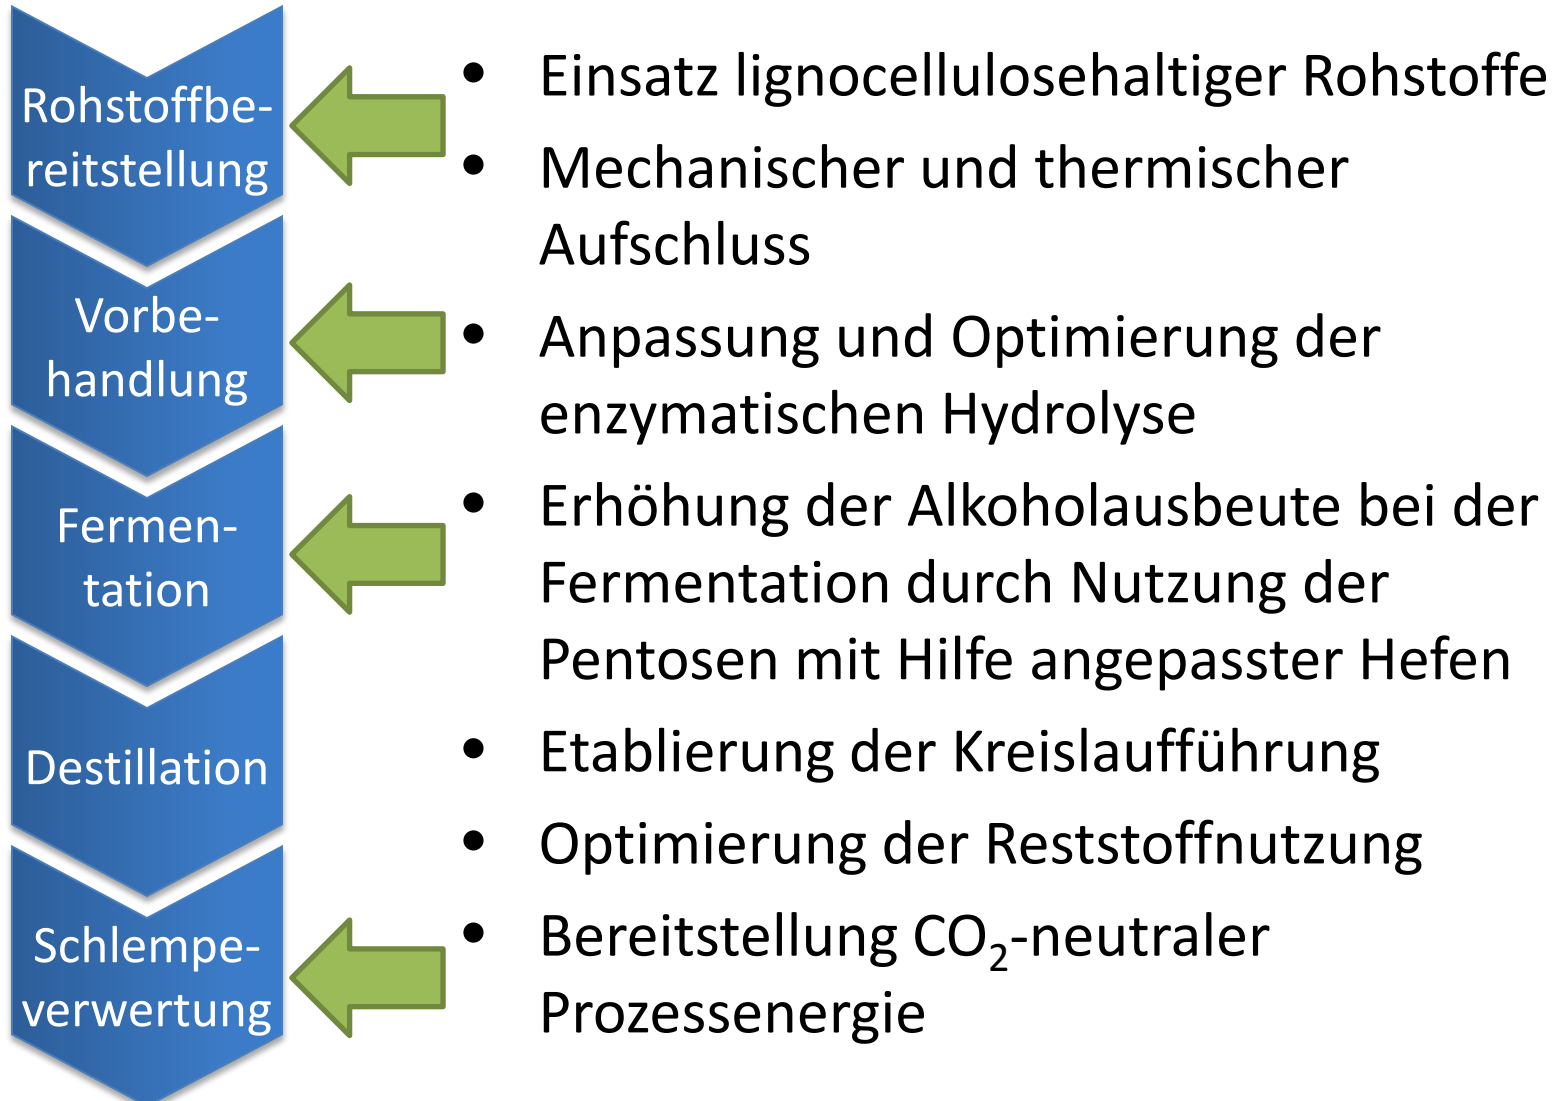 Rohstoffbe-
reitstellung
Vorbe-
handlung
Fermen-
tation
Destillation
Schlempe-
verwertung
• Einsatz lignocellulosehaltiger Rohstoffe
• Mechanischer und thermischer
Aufschluss
• Anpassung und Optimierung der
enzymatischen Hydrolyse
• Erhöhung der Alkoholausbeute bei der
Fermentation durch Nutzung der
Pentosen mit Hilfe angepasster Hefen
• Etablierung der Kreislaufführung
• Optimierung der Reststoffnutzung
• Bereitstellung CO₂-neutraler
Prozessenergie